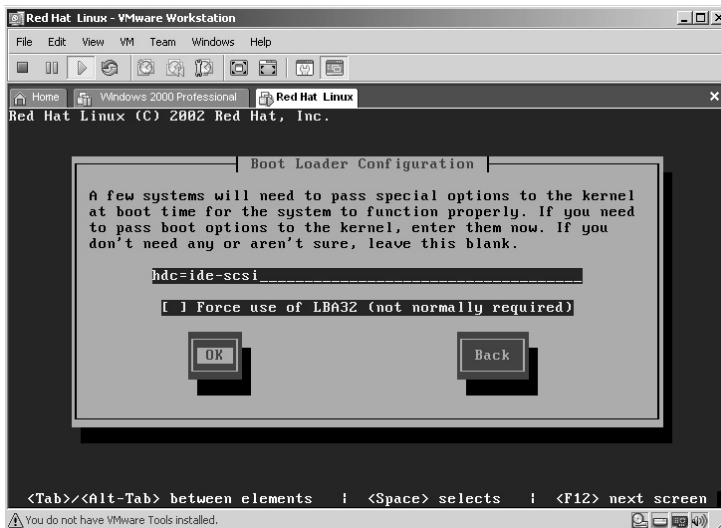 Red Hat Linux - VMware Workstation
File Edit View VM Team Windows Help
Home Windows 2000 Professional Red Hat Linux
Red Hat Linux (C) 2002 Red Hat, Inc.
Boot Loader Configuration
A few systems will need to pass special options to the kernel
at boot time for the system to function properly. If you need
to pass boot options to the kernel, enter them now. If you
don't need any or aren't sure, leave this blank.
hdc=ide-scsi
[ ] Force use of LBA32 (not normally required)
OK Back
<Tab>/<Alt-Tab> between elements | <Space> selects | <F12> next screen
You do not have VMware Tools installed.